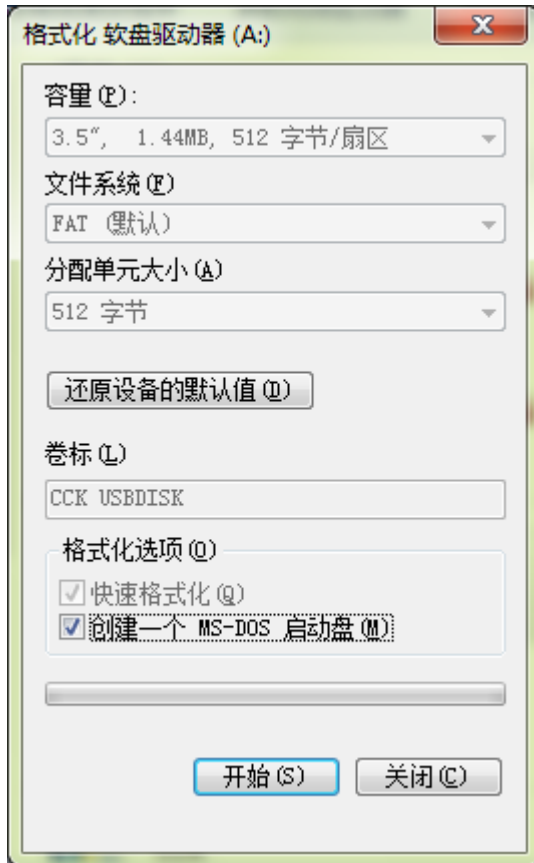 格式化 软盘驱动器 (A:)
容量(P):
3.5", 1.44MB, 512 字节/扇区
文件系统(F)
FAT (默认)
分配单元大小(A)
512 字节
还原设备的默认值(D)
卷标(L)
CCK USBDISK
格式化选项(O)
快速格式化(Q)
创建一个 MS-DOS 启动盘(M)
开始(S) 关闭(C)